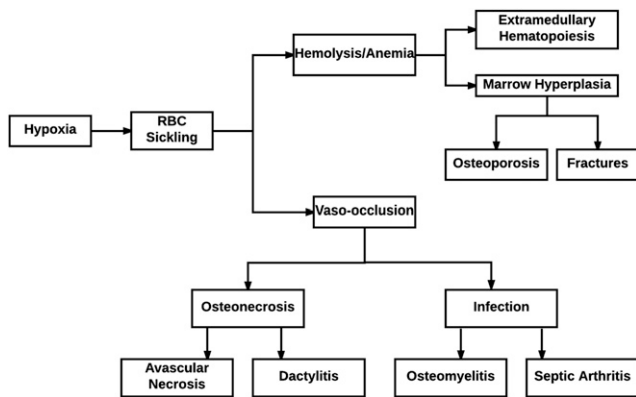 Extramedullary
Hematopoiesis
Hemolysis/Anemia
Marrow Hyperplasia
RBC
Sickling
Hypoxia
Osteoporosis
Fractures
Vaso-occlusion
Osteonecrosis
Infection
Avascular
Necrosis
Dactylitis
Osteomyelitis
Septic Arthritis